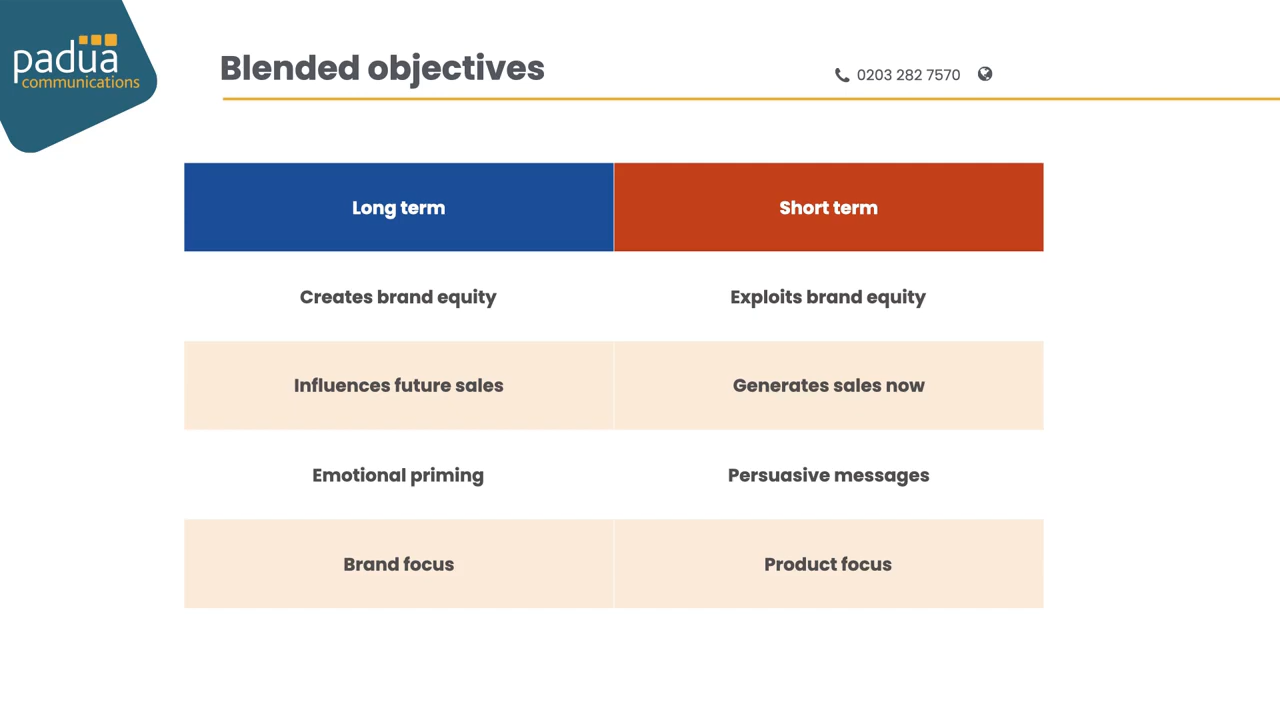 padua
communications
Blended objectives
0203 282 7570
Long term
Short term
Creates brand equity
Exploits brand equity
Influences future sales
Generates sales now
Emotional priming
Persuasive messages
Brand focus
Product focus